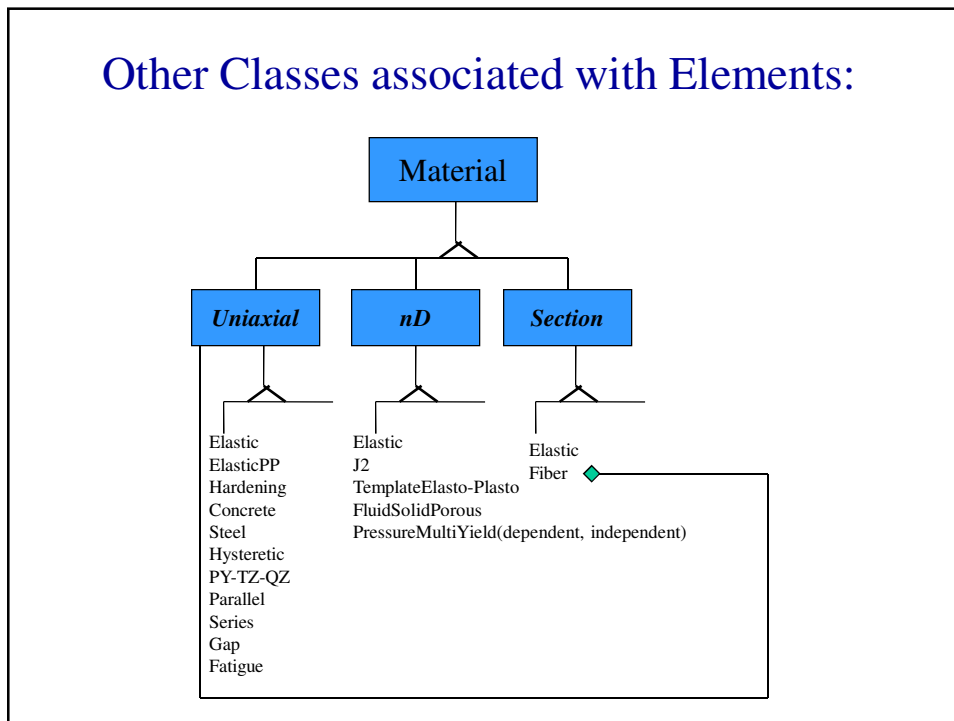 Other Classes associated with Elements:
Material
Uniaxial
nD
Section
Elastic
ElasticPP
Hardening
Concrete
Steel
Hysteretic
PY-TZ-QZ
Parallel
Series
Gap
Fatigue
Elastic
J2
TemplateElasto-Plasto
FluidSolidPorous
PressureMultiYield(dependent, independent)
Elastic
Fiber